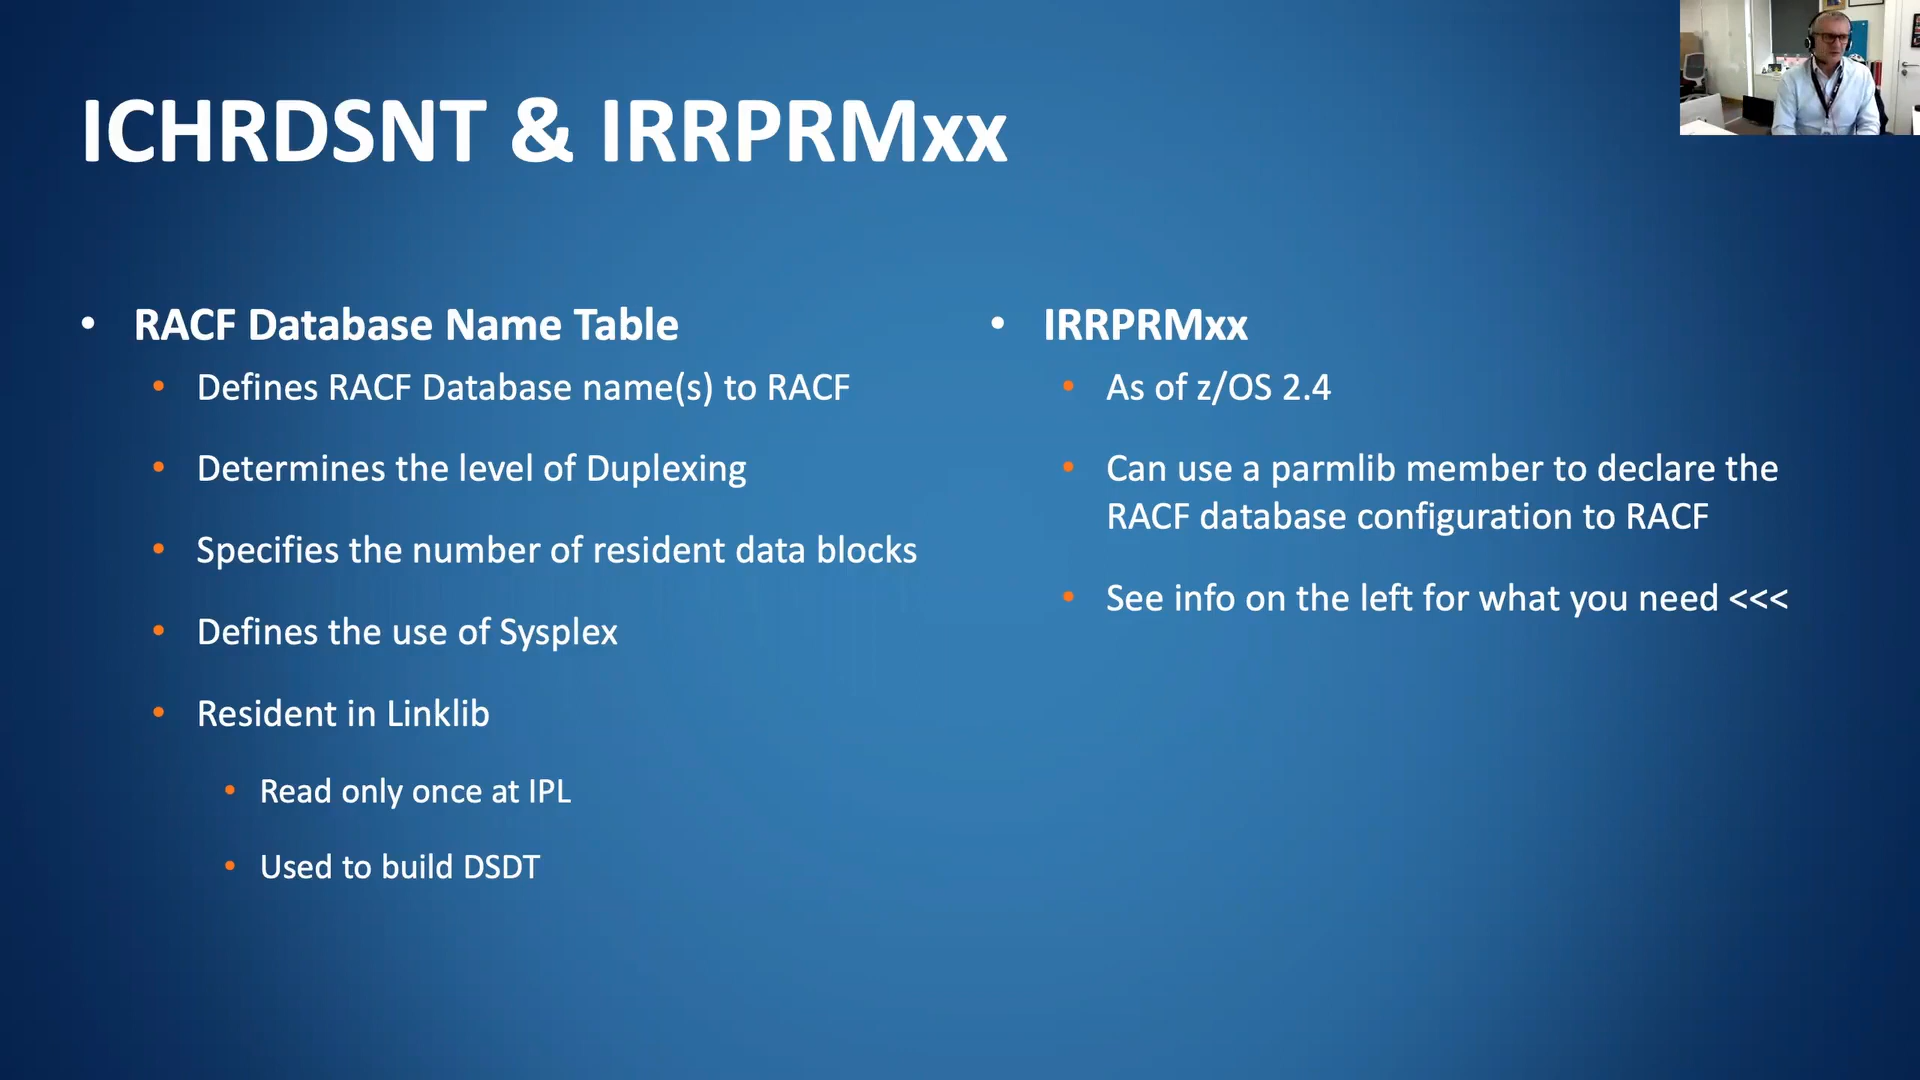 ICHRDSNT & IRRPRMxx
• RACF Database Name Table
• Defines RACF Database name(s) to RACF
• Determines the level of Duplexing
• Specifies the number of resident data blocks
• Defines the use of Sysplex
• Resident in Linklib
• Read only once at IPL
• Used to build DSDT
• IRRPRMxx
• As of z/OS 2.4
• Can use a parmlib member to declare the
RACF database configuration to RACF
• See info on the left for what you need <<<